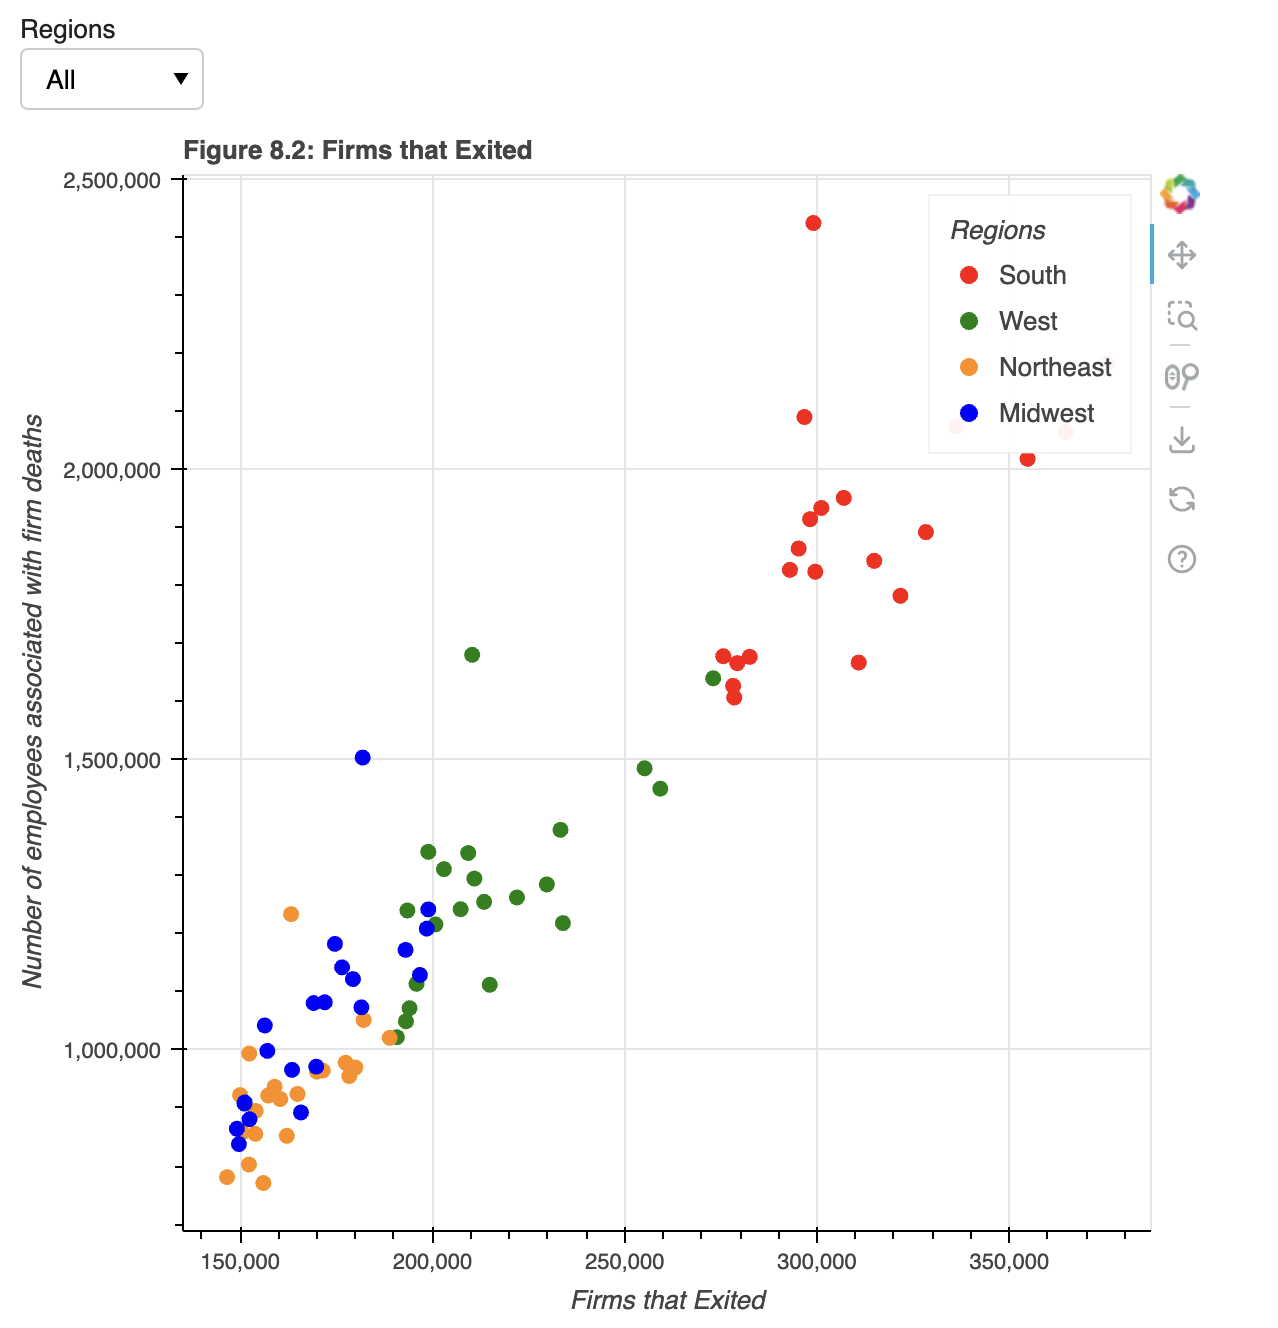 Regions
All
Figure 8.2: Firms that Exited
2,500,000
2,000,000
1,500,000
1,000,000
Number of employees associated with firm deaths
Regions
South
West
Northeast
Midwest
150,000
200,000
250,000
300,000
350,000
Firms that Exited